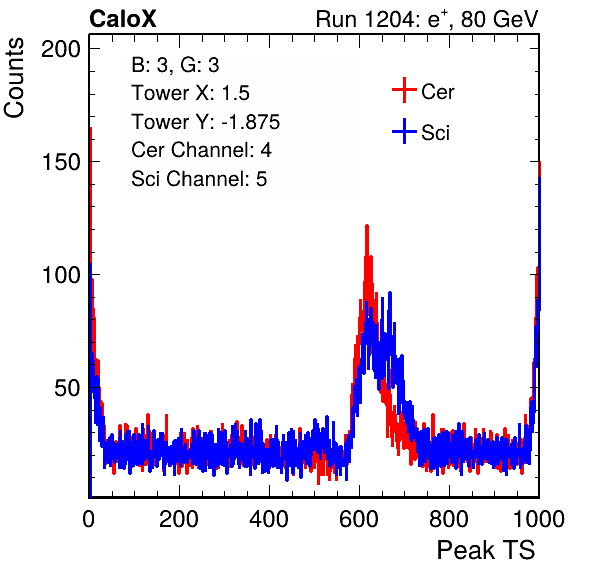 CaloX Run 1204: e⁺, 80 GeV
Counts
200
150
100
50
B: 3, G: 3
Tower X: 1.5
Tower Y: -1.875
Cer Channel: 4
Sci Channel: 5
Cer
Sci
0 200 400 600 800 1000
Peak TS